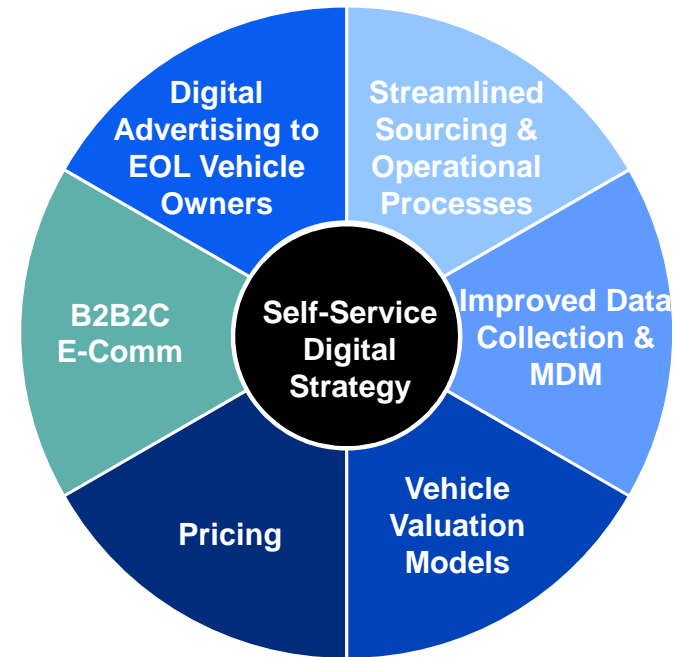 Digital
Advertising to
EOL Vehicle
Owners
Streamlined
Sourcing &
Operational
Processes
Improved Data
Collection &
MDM
Vehicle
Valuation
Models
Pricing
B2B2C
E-Comm
Self-Service
Digital
Strategy